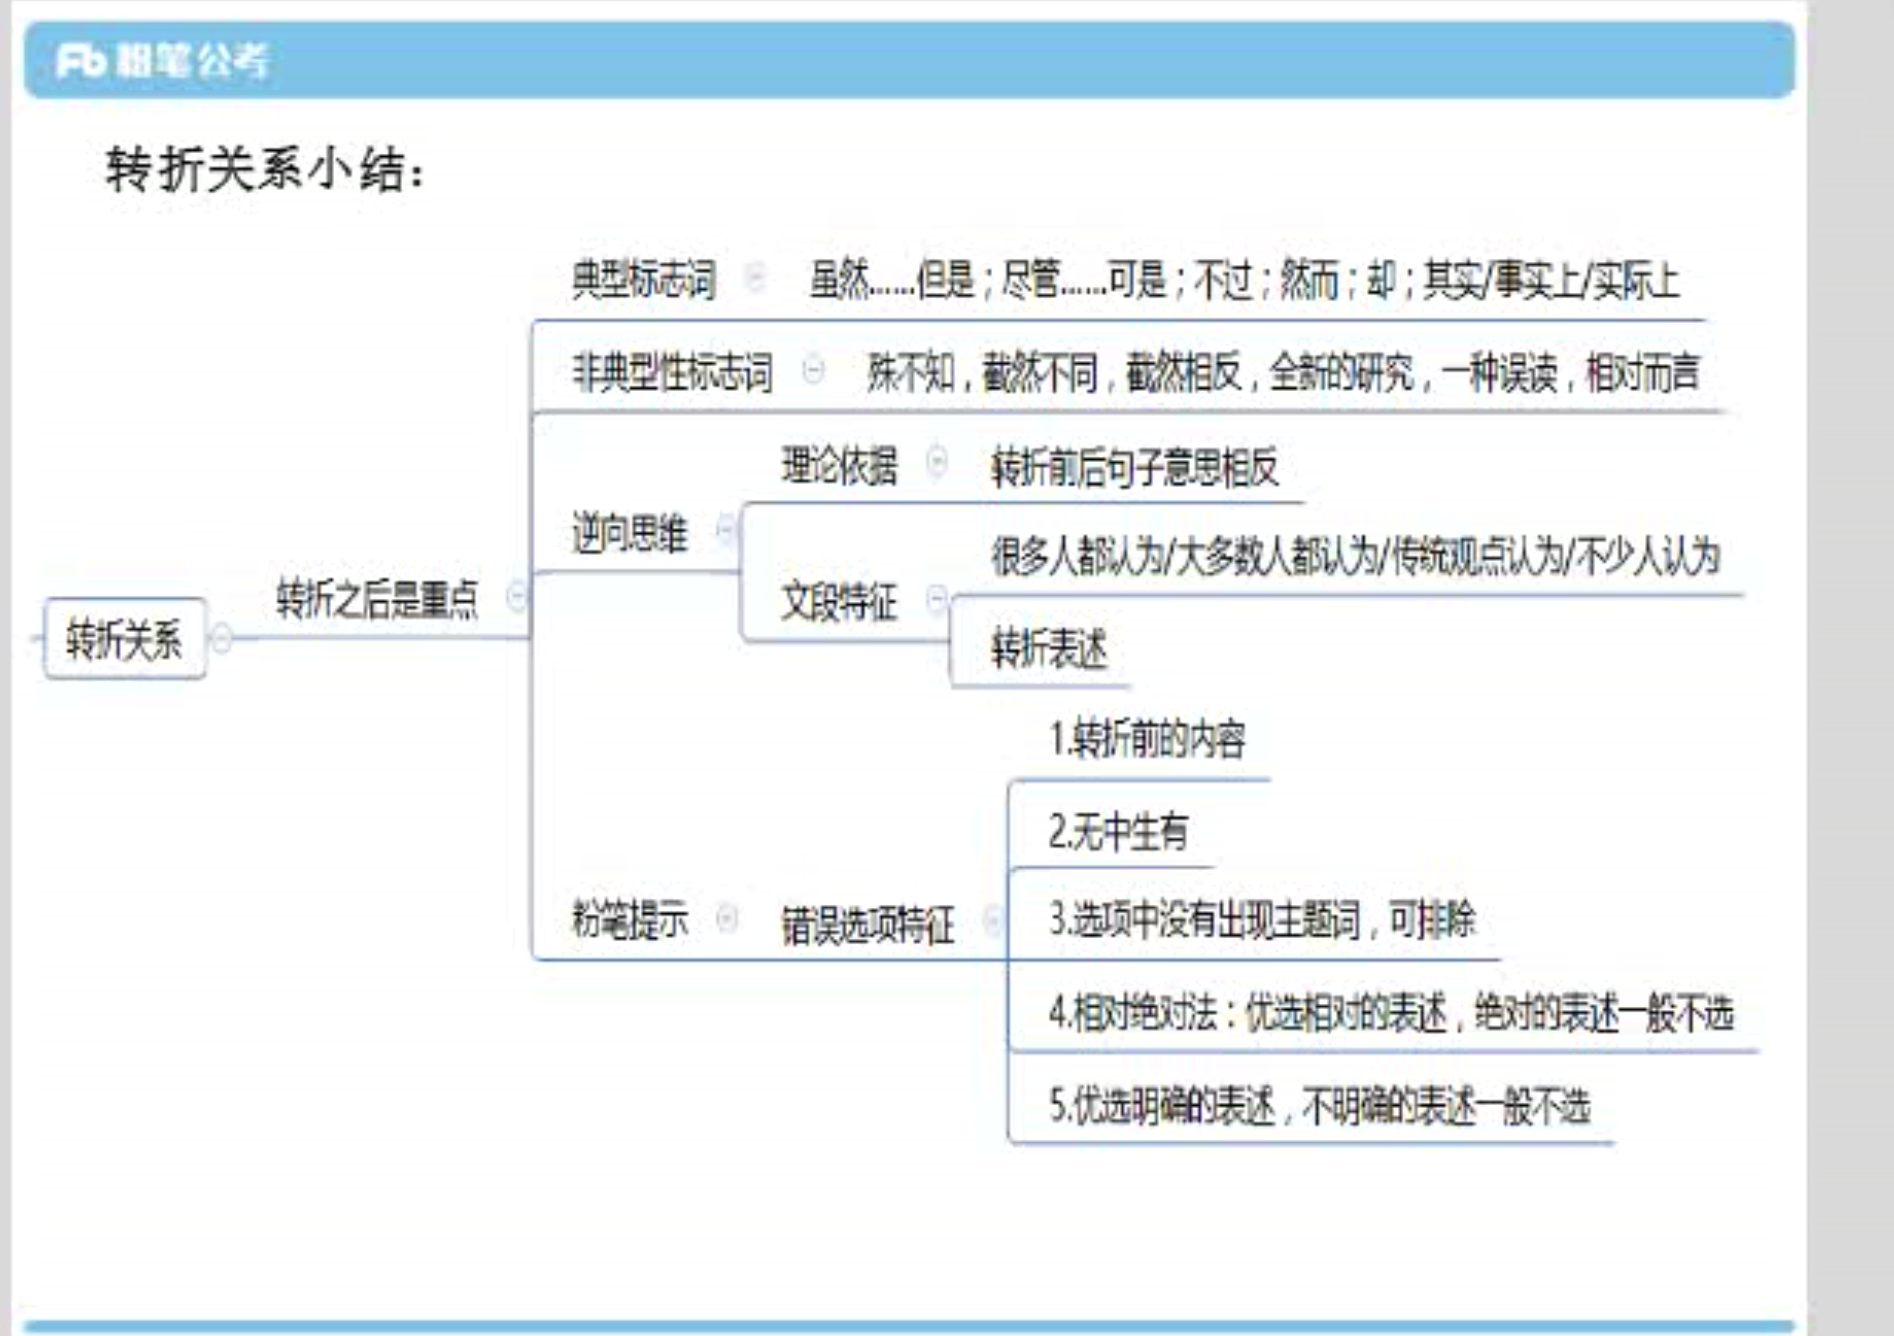 Fb 粉笔公考
转折关系小结：
典型标志词 虽然……但是；尽管……可是；不过；然而；却；其实/事实上/实际上
非典型性标志词 殊不知，截然不同，截然相反，全新的研究，一种误读，相对而言
理论依据 转折前后句子意思相反
逆向思维
很多人都认为/大多数人都认为/传统观点认为/不少人认为
文段特征
转折之后是重点
转折关系
转折表述
1.转折前的内容
2.无中生有
粉笔提示 错误选项特征
3.选项中没有出现主题词，可排除
4.相对绝对法：优选相对的表述，绝对的表述一般不选
5.优选明确的表述，不明确的表述一般不选